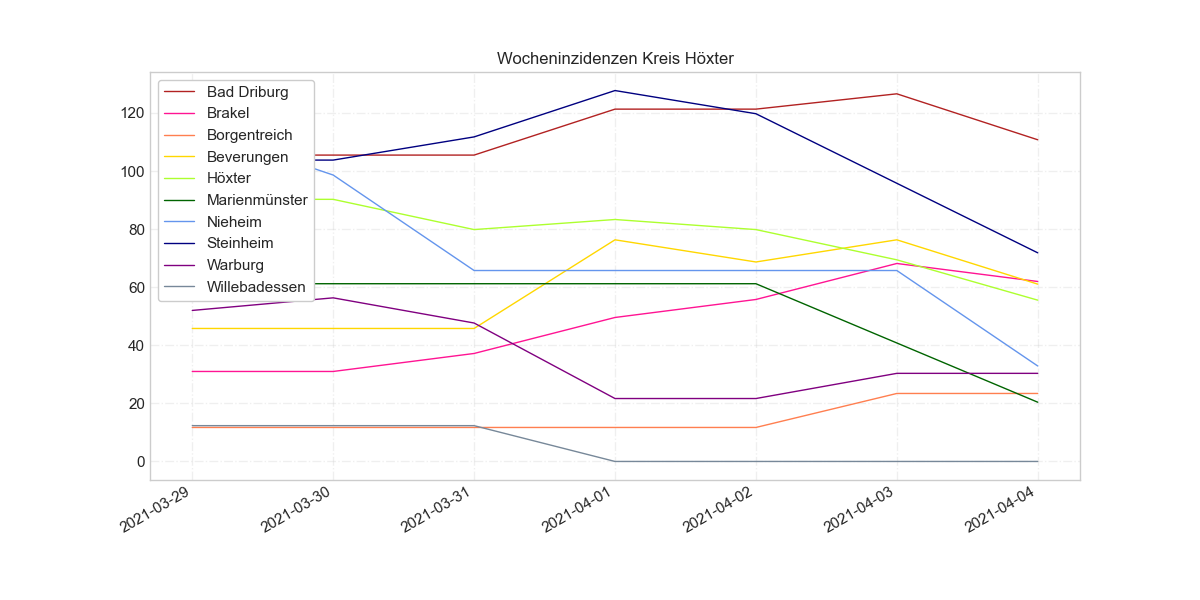 Wocheninzidenzen Kreis Höxter
Bad Driburg
Brakel
Borgentreich
Beverungen
Höxter
Marienmünster
Nieheim
Steinheim
Warburg
Willebadessen
120
100
80
60
40
20
0
2021-03-29
2021-03-30
2021-03-31
2021-04-01
2021-04-02
2021-04-03
2021-04-04